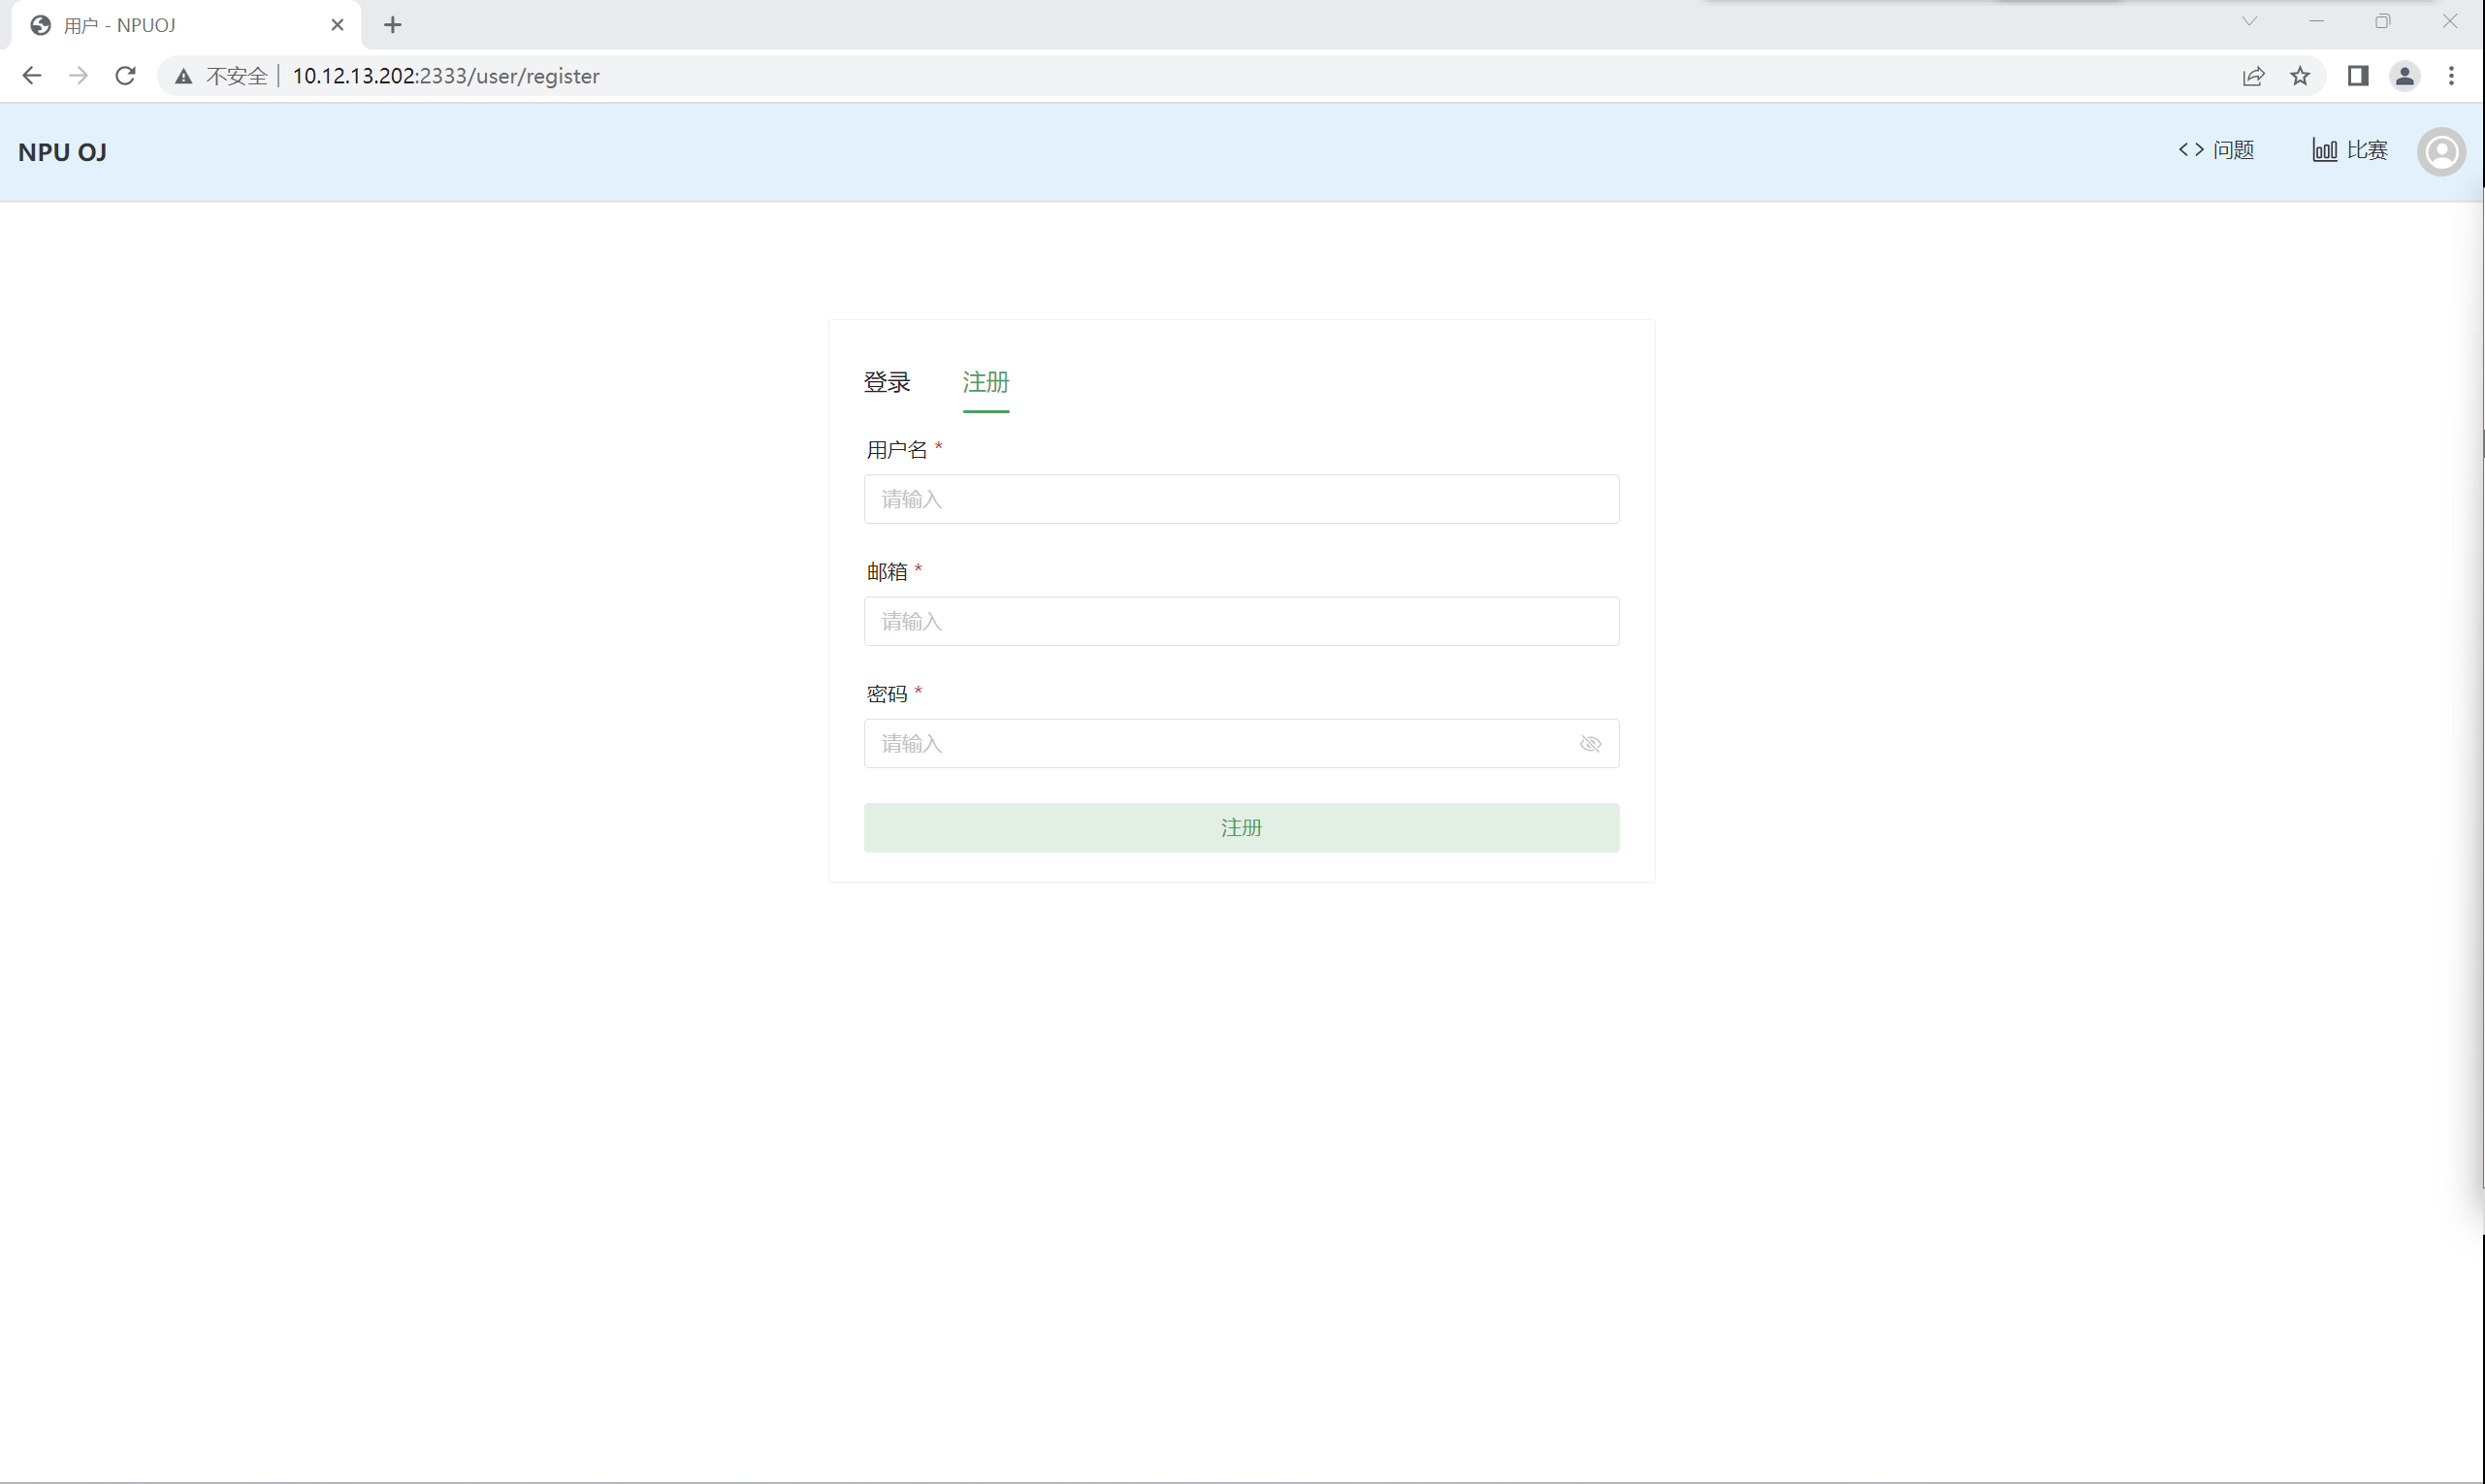 用户 - NPUOJ
不安全 10.12.13.202:2333/user/register
NPU OJ
问题 比赛
登录 注册
用户名 *
请输入
邮箱 *
请输入
密码 *
请输入
注册